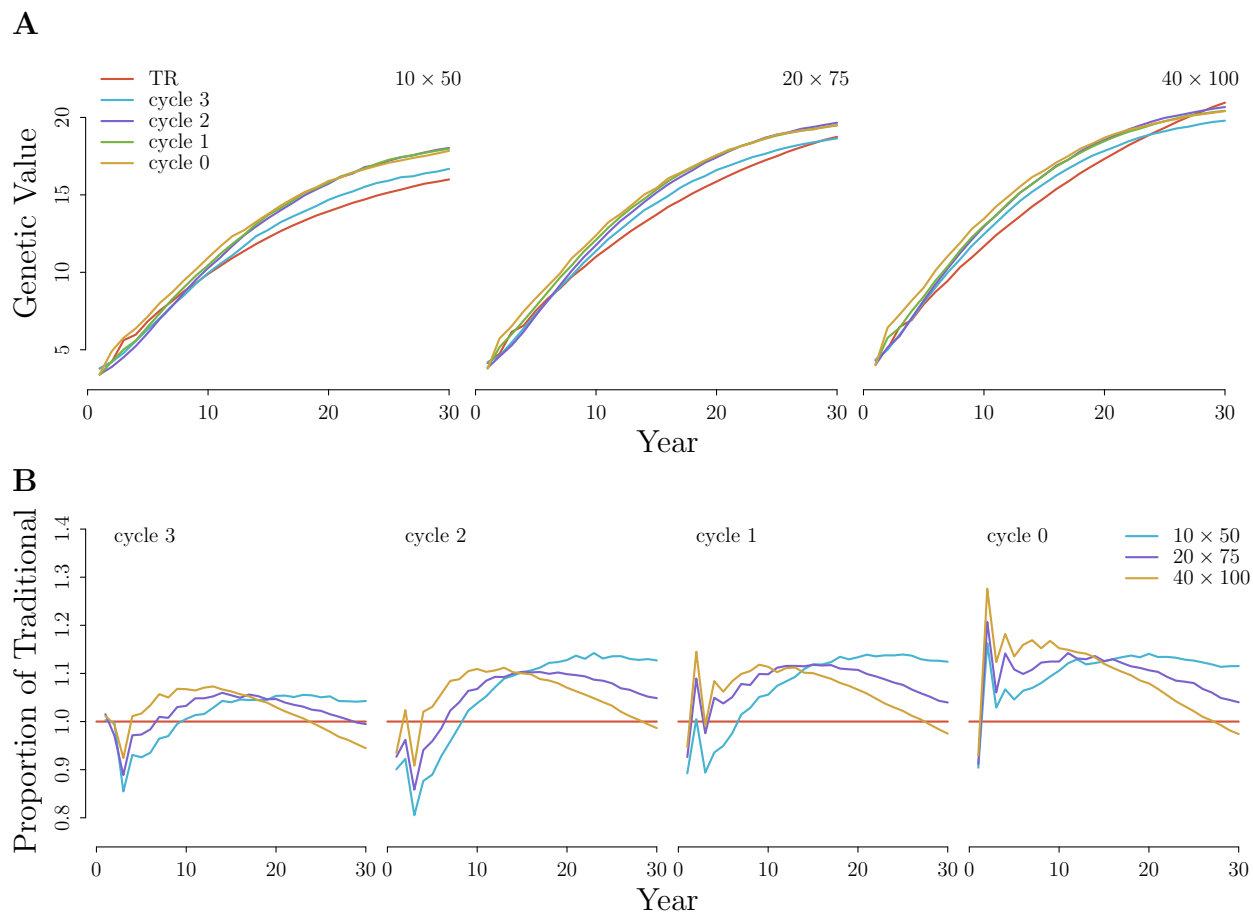 A
TR 10 × 50 20 × 75 40 × 100
cycle 3
cycle 2
cycle 1
cycle 0
Genetic Value
20
15
10
5
0 10 20 30 0 10 20 30 0 10 20 30
Year
B
cycle 3 cycle 2 cycle 1 cycle 0
10 × 50
20 × 75
40 × 100
Proportion of Traditional
1.4
1.3
1.2
1.1
1.0
0.9
0.8
0 10 20 30 0 10 20 30 0 10 20 30 0 10 20 30
Year